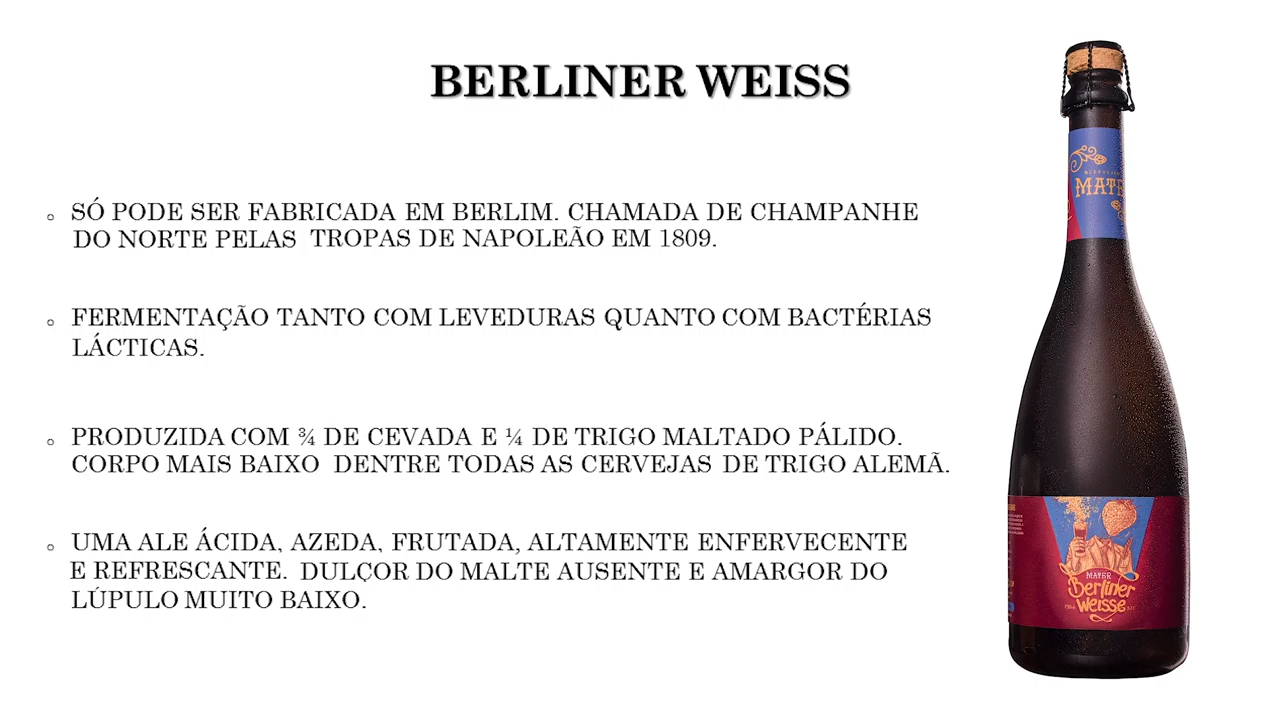 BERLINER WEISS
SÓ PODE SER FABRICADA EM BERLIM. CHAMADA DE CHAMPANHE
DO NORTE PELAS TROPAS DE NAPOLEÃO EM 1809.
FERMENTAÇÃO TANTO COM LEVEDURAS QUANTO COM BACTÉRIAS
LÁCTICAS.
PRODUZIDA COM ¾ DE CEVADA E ¼ DE TRIGO MALTADO PÁLIDO.
CORPO MAIS BAIXO DENTRE TODAS AS CERVEJAS DE TRIGO ALEMÃ.
UMA ALE ÁCIDA, AZEDA, FRUTADA, ALTAMENTE ENFERVECENTE
E REFRESCANTE. DULÇOR DO MALTE AUSENTE E AMARGOR DO
LÚPULO MUITO BAIXO.
MATER
Berliner
Weisse